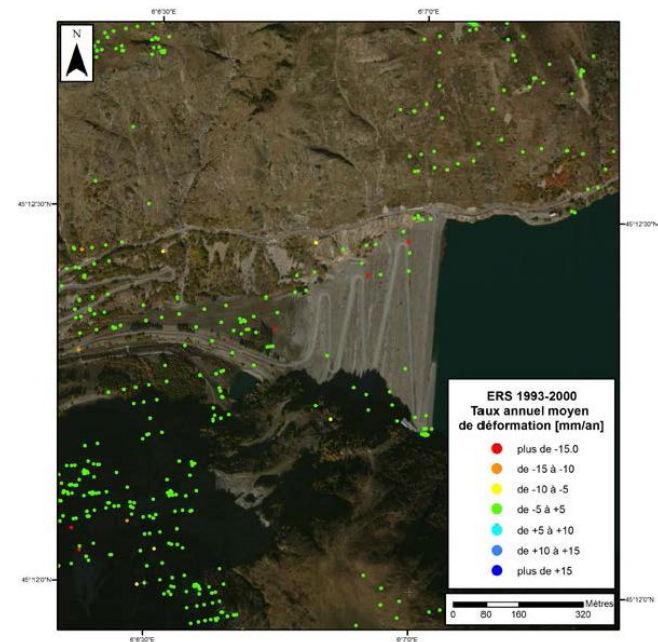 6°6'30"E
6°7'0"E
N
45°12'30"N
45°12'30"N
ERS 1993-2000
Taux annuel moyen
de déformation [mm/an]
plus de -15.0
de -15 à -10
de -10 à -5
de -5 à +5
de +5 à +10
de +10 à +15
plus de +15
45°12'0"N
45°12'0"N
Mètres
0 80 160 320
6°6'30"E
6°7'0"E